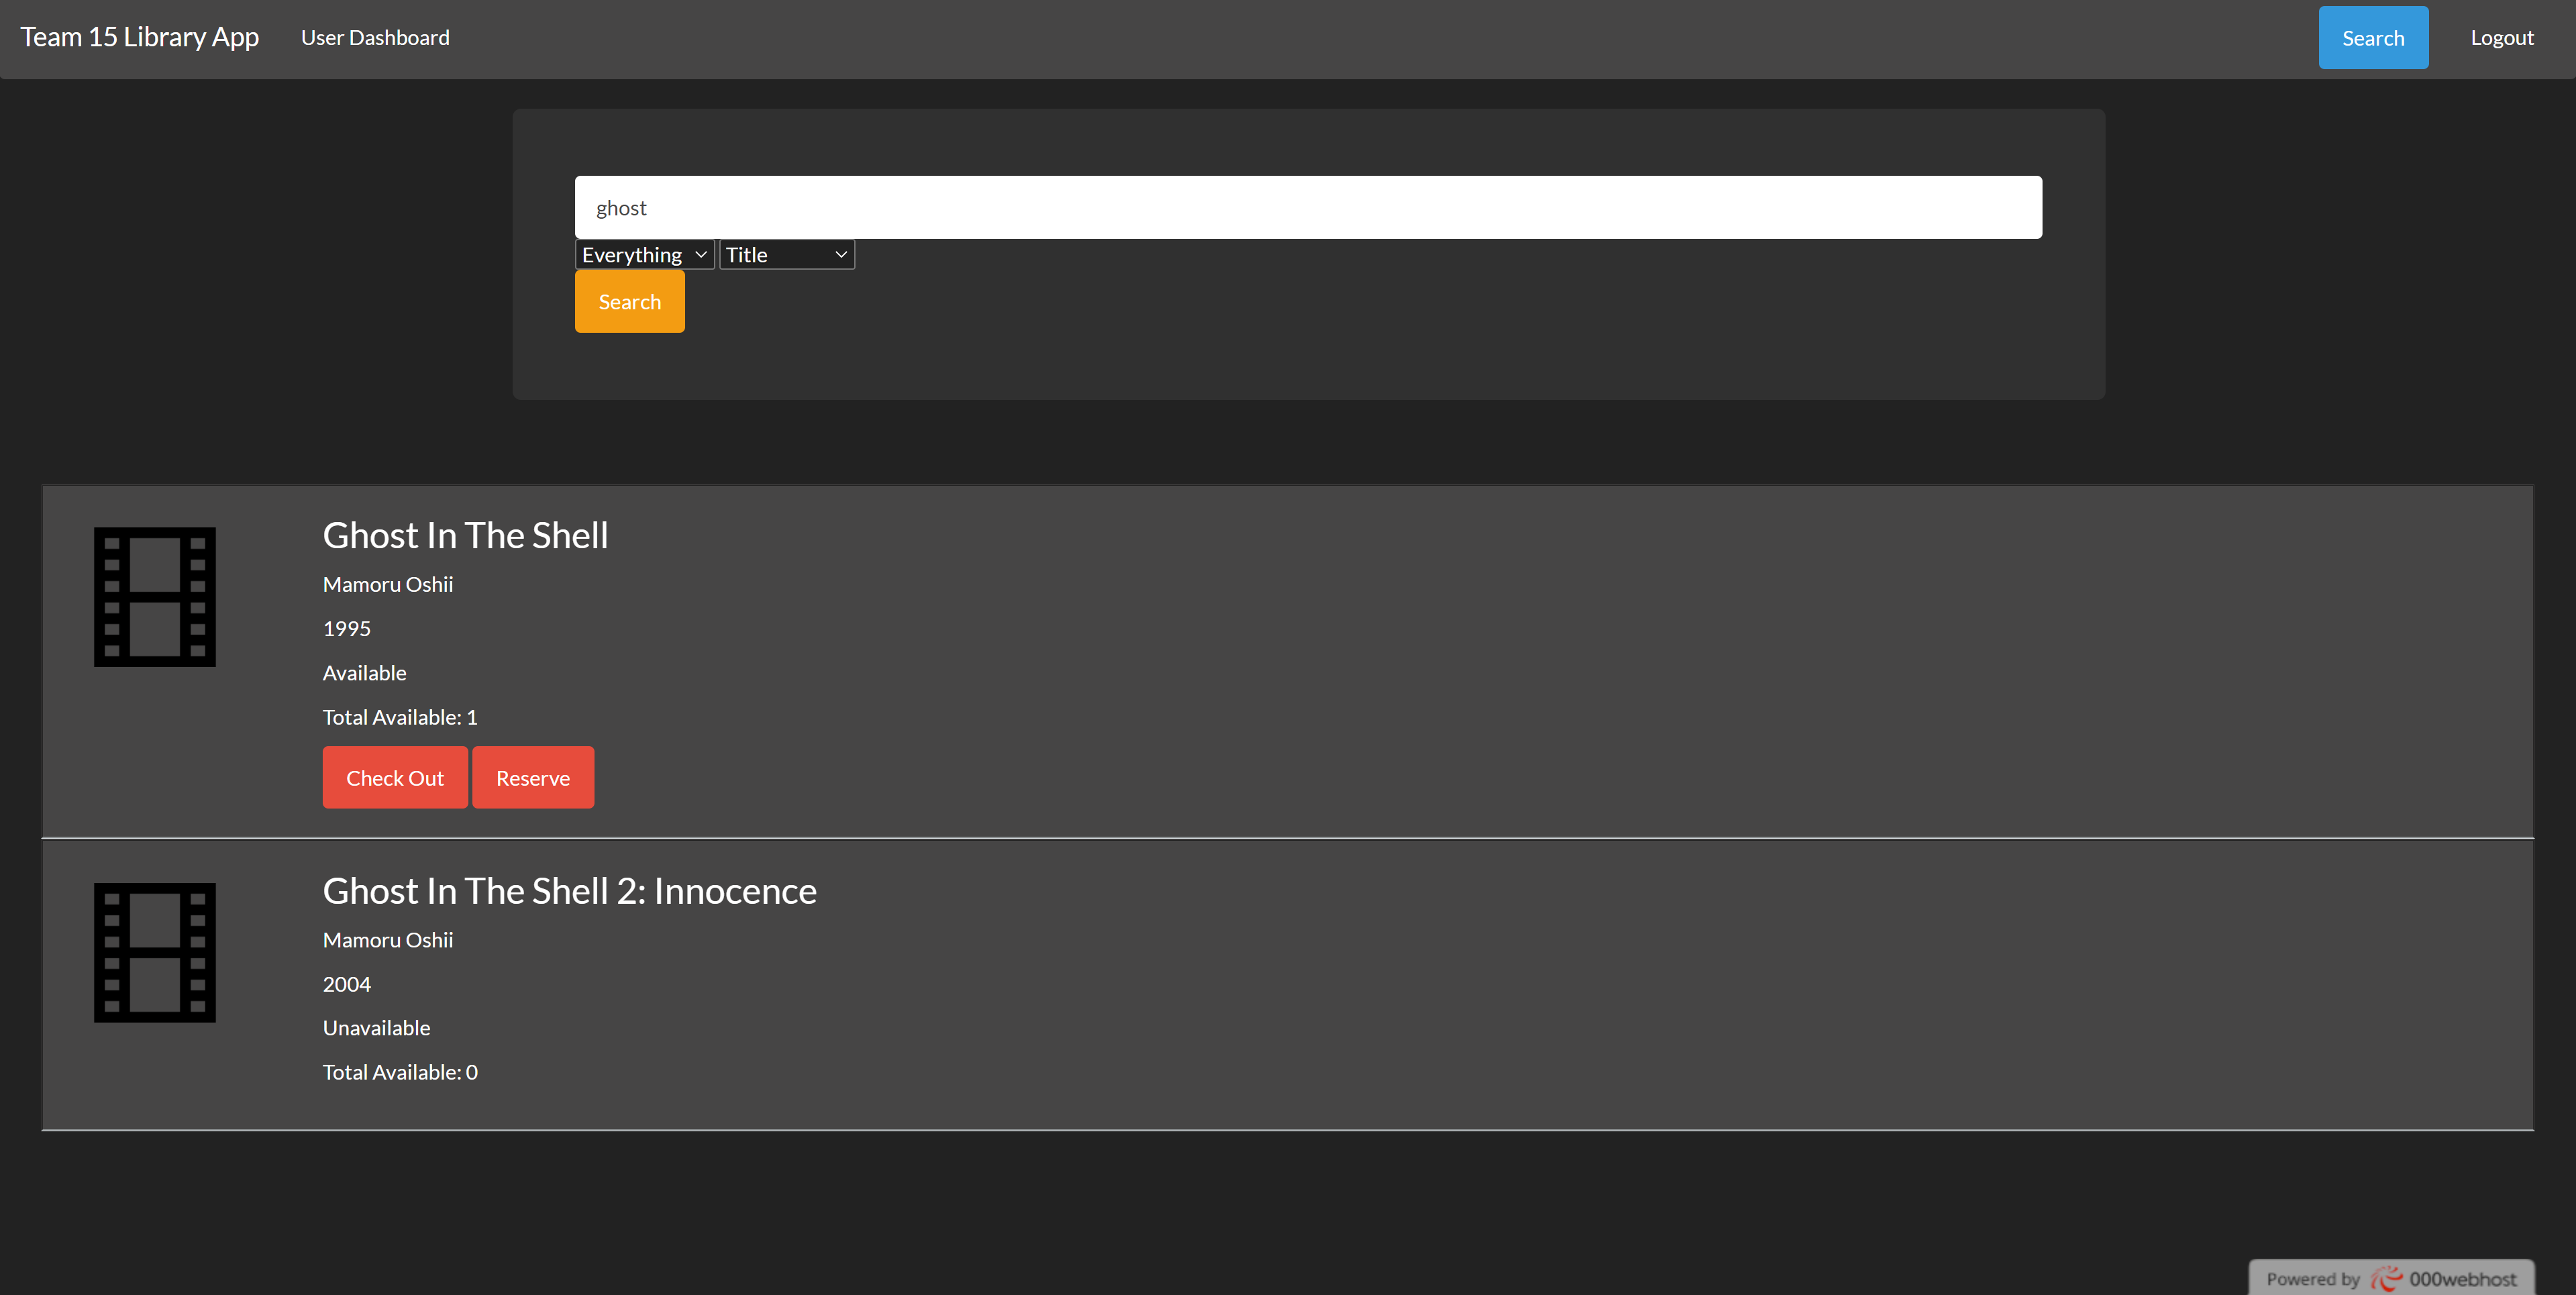 Team 15 Library App User Dashboard Search Logout
ghost
Everything Title
Search
Ghost In The Shell
Mamoru Oshii
1995
Available
Total Available: 1
Check Out Reserve
Ghost In The Shell 2: Innocence
Mamoru Oshii
2004
Unavailable
Total Available: 0
Powered by 000webhost